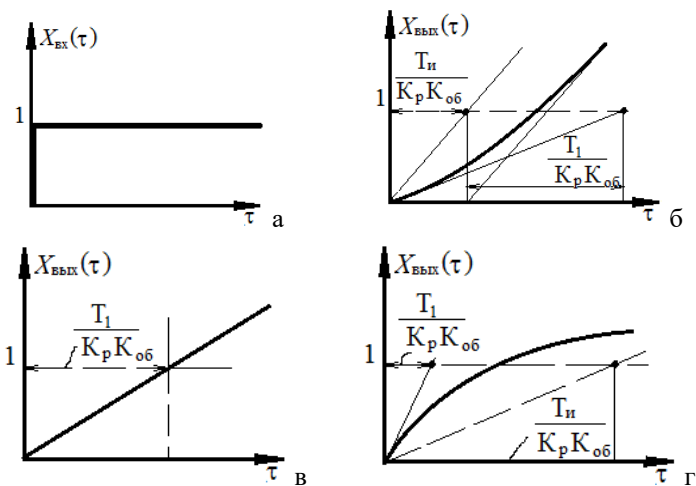 Xвх(τ)
1
τ
а
Xвых(τ)
Tи
KрKоб
1
T1
KрKоб
τ
б
Xвых(τ)
T1
KрKоб
1
τ
в
Xвых(τ)
T1
KрKоб
1
Tи
KрKоб
τ
г